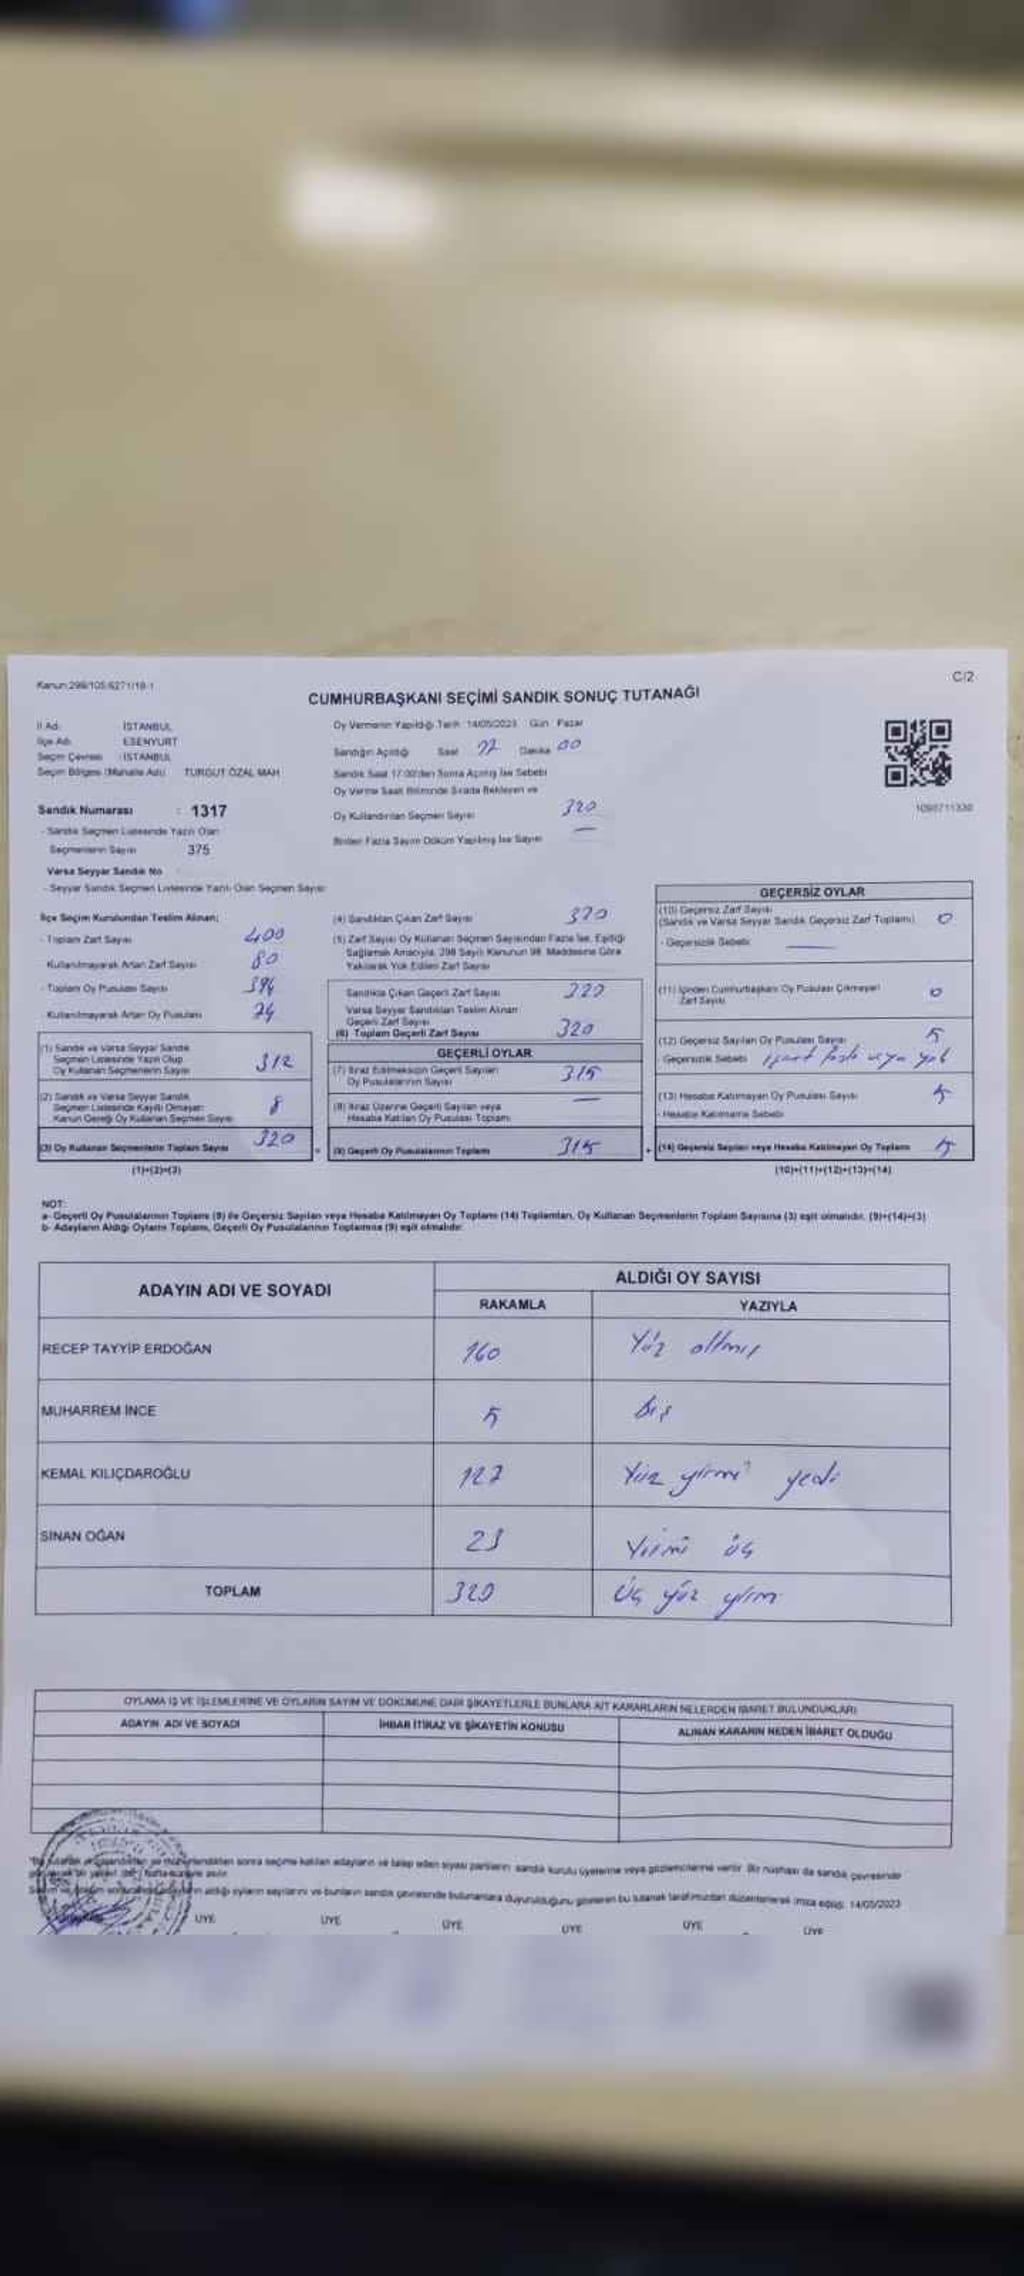 Kanun:298/105;6271/18-1
C/2
CUMHURBAŞKANI SEÇİMİ SANDIK SONUÇ TUTANAĞI
İl Adı : İSTANBUL
İlçe Adı : ESENYURT
Seçim Çevresi : İSTANBUL
Seçim Bölgesi (Muhalle Adı) : TURGUT ÖZAL MAH
Sandık Numarası : 1317
- Sandık Seçmen Listesinde Yazılı Olan
Seçmenlerin Sayısı 375
Varsa Seyyar Sandık No
- Seyyar Sandık Seçmen Listesinde Yazılı Olan Seçmen Sayısı
Oy Vermenin Yapıldığı Tarih : 14/05/2023 Gün : Pazar
Sandığın Açıldığı Saat 17 Dakika 00
Sandık Saat 17:00'den Sonra Açılmış İse Sebebi
Oy Verme Saat Bitiminde Sırada Bekleyen ve
Oy Kullandırılan Seçmen Sayısı 320
Birden Fazla Sayım Döküm Yapılmış İse Sayısı —
1090711330
İlçe Seçim Kurulundan Teslim Alınan;
- Toplam Zarf Sayısı 400
Kullanılmayarak Artan Zarf Sayısı 80
- Toplam Oy Pusulası Sayısı 394
- Kullanılmayarak Artan Oy Pusulası 74
(1) Sandık ve Varsa Seyyar Sandık
Seçmen Listesinde Yazılı Olup
Oy Kullanan Seçmenlerin Sayısı 312
(2) Sandık ve Varsa Seyyar Sandık
Seçmen Listesinde Kayıtlı Olmayan
Kanun Gereği Oy Kullanan Seçmen Sayısı 8
(3) Oy Kullanan Seçmenlerin Toplam Sayısı 320
(1)+(2)=(3)
(4) Sandıktan Çıkan Zarf Sayısı 320
(5) Zarf Sayısı Oy Kullanan Seçmen Sayısından Fazla İse, Eşitliği
Sağlamak Amacıyla, 298 Sayılı Kanunun 98. Maddesine Göre
Yakılarak Yok Edilen Zarf Sayısı
Sandıkta Çıkan Geçerli Zarf Sayısı 320
Varsa Seyyar Sandıktan Teslim Alınan
Geçerli Zarf Sayısı
(6) Toplam Geçerli Zarf Sayısı 320
GEÇERLİ OYLAR
(7) İtiraz Edilmeksizin Geçerli Sayılan
Oy Pusulalarının Sayısı 315
(8) İtiraz Üzerine Geçerli Sayılan veya
Hesaba Katılan Oy Pusulası Toplamı —
(9) Geçerli Oy Pusulalarının Toplamı 315
GEÇERSİZ OYLAR
(10) Geçersiz Zarf Sayısı
(Sandık ve Varsa Seyyar Sandık Geçersiz Zarf Toplamı) 0
- Geçersizlik Sebebi: —
(11) İçinden Cumhurbaşkanı Oy Pusulası Çıkmayan
Zarf Sayısı 0
(12) Geçersiz Sayılan Oy Pusulası Sayısı 5
- Geçersizlik Sebebi fazla veya yok
(13) Hesaba Katılmayan Oy Pusulası Sayısı 5
- Hesaba Katılmama Sebebi
(14) Geçersiz Sayılan veya Hesaba Katılmayan Oy Toplamı 5
(10)+(11)+(12)+(13)=(14)
NOT:
a- Geçerli Oy Pusulalarının Toplamı (9) ile Geçersiz Sayılan veya Hesaba Katılmayan Oy Toplamı (14) Toplamları, Oy Kullanan Seçmenlerin Toplam Sayısına (3) eşit olmalıdır. (9)+(14)=(3)
b- Adayların Aldığı Oyların Toplamı, Geçerli Oy Pusulalarının Toplamına (9) eşit olmalıdır.
ADAYIN ADI VE SOYADI ALDIĞI OY SAYISI
RAKAMLA YAZIYLA
RECEP TAYYİP ERDOĞAN 160 Yüz altmış
MUHARREM İNCE 5 beş
KEMAL KILIÇDAROĞLU 127 Yüz yirmi yedi
SİNAN OĞAN 23 Yirmi üç
TOPLAM 320 Üç yüz yirmi
OYLAMA İŞ VE İŞLEMLERİNE VE OYLARIN SAYIM VE DÖKÜMÜNE DAİR ŞİKAYETLERLE BUNLARA AİT KARARLARIN NELERDEN İBARET BULUNDUKLARI
ADAYIN ADI VE SOYADI İHBAR İTİRAZ VE ŞİKAYETİN KONUSU ALINAN KARARIN NEDEN İBARET OLDUĞU
sonra seçime katılan adayların ve talep eden siyasi partilerin sandık kurulu üyelerine veya gözlemcilerine verilir. Bir nüshası da sandık çevresinde
aldığı oyların sayılarını ve bunların sandık çevresinde bulunanlara duyurulduğunu gösteren bu tutanak tarafımızdan düzenlenerek imza edildi. 14/05/2023
ÜYE ÜYE ÜYE ÜYE ÜYE ÜYE